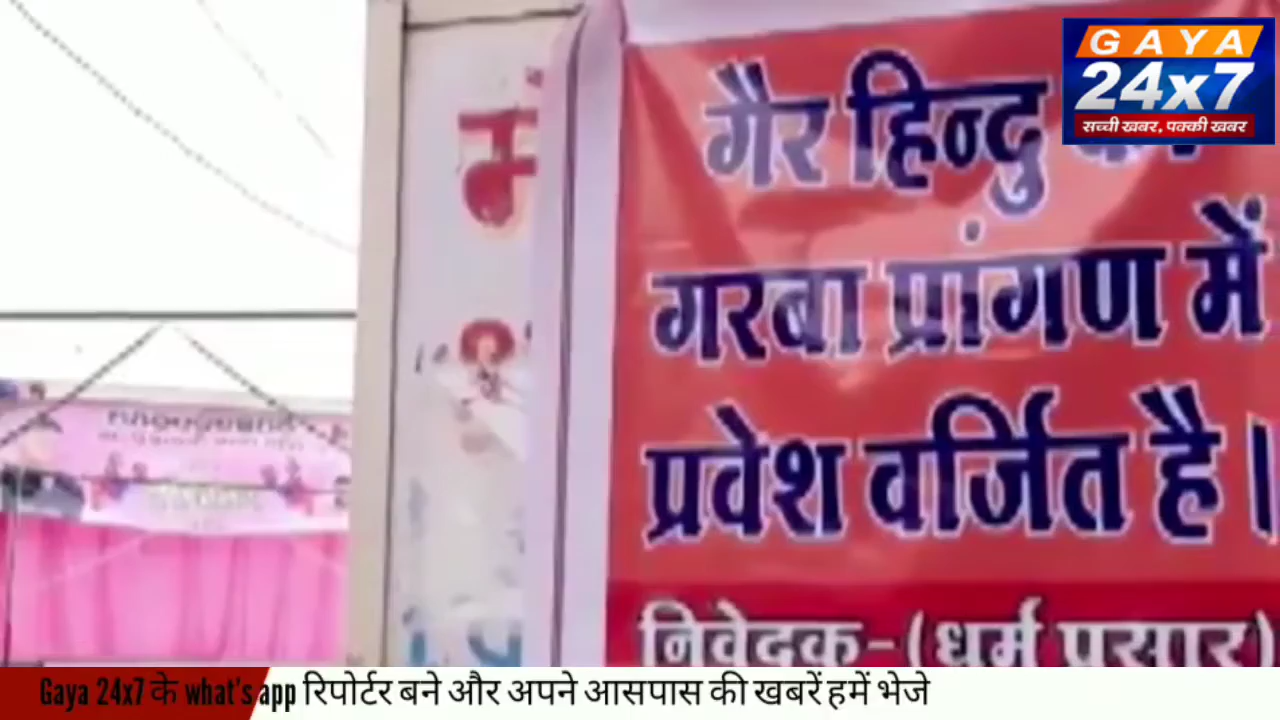 GAYA
24x7
सच्ची खबर, पक्की खबर
गैर हिन्दु
गरबा प्रांगण में
प्रवेश वर्जित है।
निवेदक-(धर्म प्रसार)
Gaya 24x7 के what's app रिपोर्टर बने और अपने आसपास की खबरें हमें भेजे